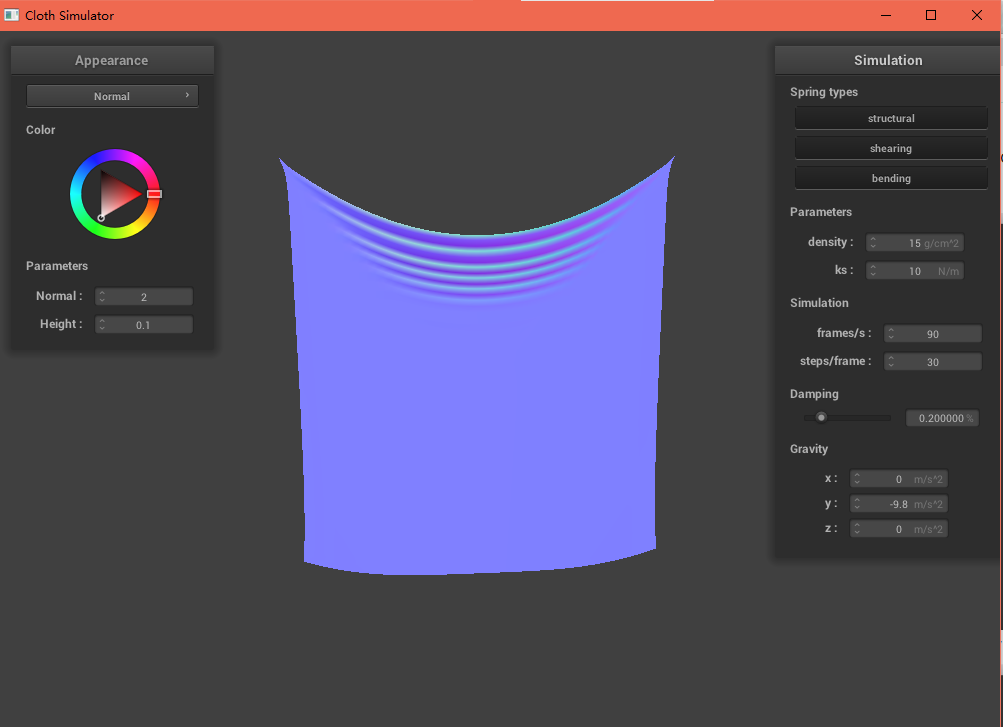 Cloth Simulator
Appearance
Normal
Color
Parameters
Normal : 2
Height : 0.1
Simulation
Spring types
structural
shearing
bending
Parameters
density : 15 g/cm^2
ks : 10 N/m
Simulation
frames/s : 90
steps/frame : 30
Damping
0.200000 %
Gravity
x : 0 m/s^2
y : -9.8 m/s^2
z : 0 m/s^2